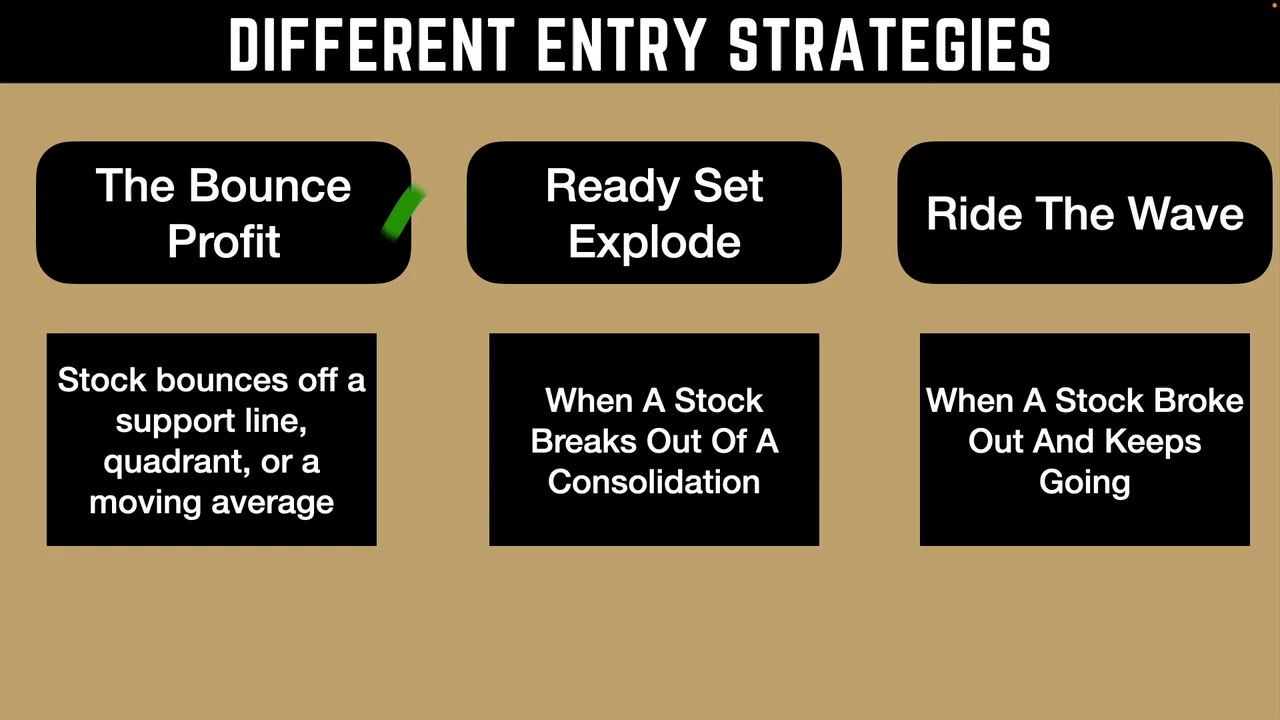 DIFFERENT ENTRY STRATEGIES
The Bounce
Profit
Ready Set
Explode
Ride The Wave
Stock bounces off a
support line,
quadrant, or a
moving average
When A Stock
Breaks Out Of A
Consolidation
When A Stock Broke
Out And Keeps
Going